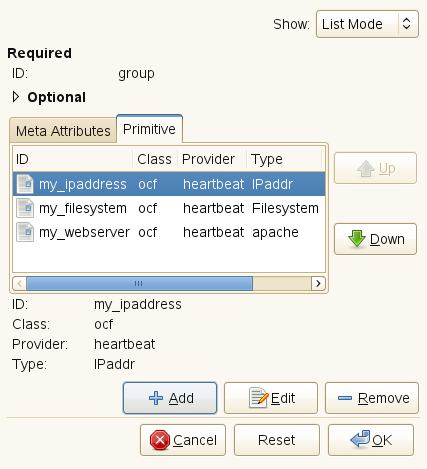 Show: List Mode
Required
ID: group
Optional
Meta Attributes Primitive
ID Class Provider Type
my_ipaddress ocf heartbeat IPaddr
Up
my_filesystem ocf heartbeat Filesystem
my_webserver ocf heartbeat apache
Down
ID: my_ipaddress
Class: ocf
Provider: heartbeat
Type: IPaddr
Add Edit Remove
Cancel Reset OK